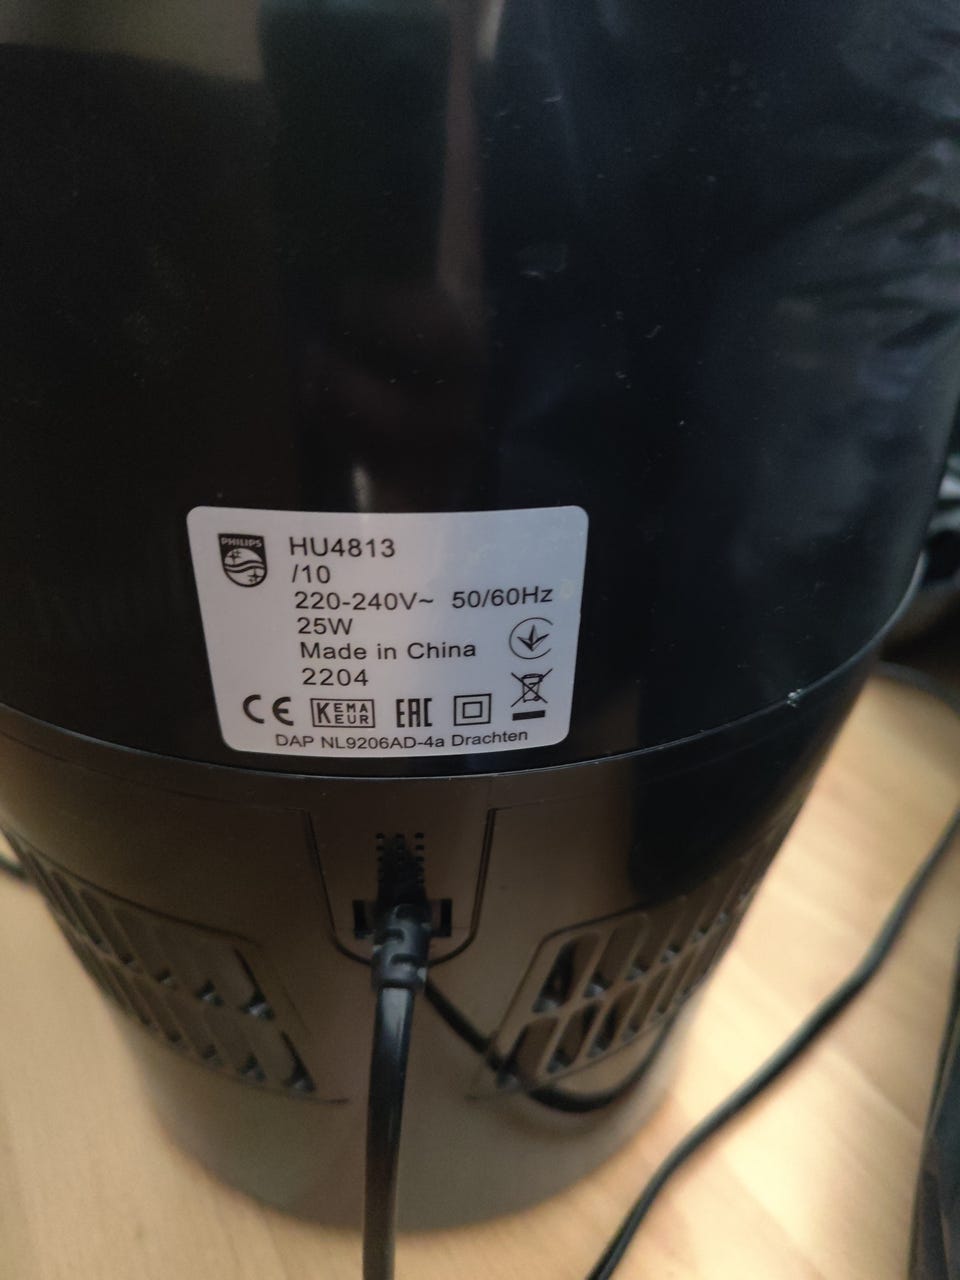 PHILIPS
HU4813
/10
220-240V~ 50/60Hz
25W
Made in China
2204
CE KEMA EUR EAC
DAP NL9206AD-4a Drachten